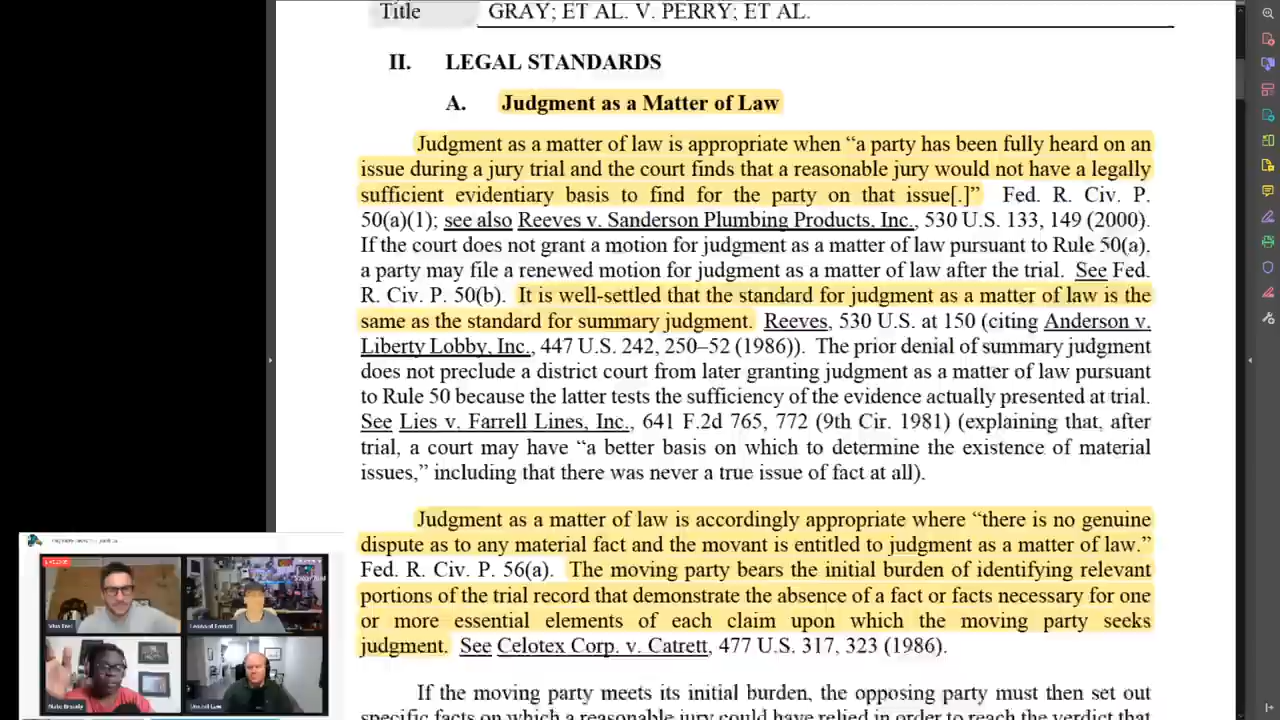 Title GRAY; ET AL. V. PERRY; ET AL.
II. LEGAL STANDARDS
A. Judgment as a Matter of Law
Judgment as a matter of law is appropriate when “a party has been fully heard on an
issue during a jury trial and the court finds that a reasonable jury would not have a legally
sufficient evidentiary basis to find for the party on that issue[.]” Fed. R. Civ. P.
50(a)(1); see also Reeves v. Sanderson Plumbing Products, Inc., 530 U.S. 133, 149 (2000).
If the court does not grant a motion for judgment as a matter of law pursuant to Rule 50(a),
a party may file a renewed motion for judgment as a matter of law after the trial. See Fed.
R. Civ. P. 50(b). It is well-settled that the standard for judgment as a matter of law is the
same as the standard for summary judgment. Reeves, 530 U.S. at 150 (citing Anderson v.
Liberty Lobby, Inc., 447 U.S. 242, 250–52 (1986)). The prior denial of summary judgment
does not preclude a district court from later granting judgment as a matter of law pursuant
to Rule 50 because the latter tests the sufficiency of the evidence actually presented at trial.
See Lies v. Farrell Lines, Inc., 641 F.2d 765, 772 (9th Cir. 1981) (explaining that, after
trial, a court may have “a better basis on which to determine the existence of material
issues,” including that there was never a true issue of fact at all).
Judgment as a matter of law is accordingly appropriate where “there is no genuine
dispute as to any material fact and the movant is entitled to judgment as a matter of law.”
Fed. R. Civ. P. 56(a). The moving party bears the initial burden of identifying relevant
portions of the trial record that demonstrate the absence of a fact or facts necessary for one
or more essential elements of each claim upon which the moving party seeks
judgment. See Celotex Corp. v. Catrett, 477 U.S. 317, 323 (1986).
If the moving party meets its initial burden, the opposing party must then set out
specific facts on which a reasonable jury could have relied in order to reach the verdict that